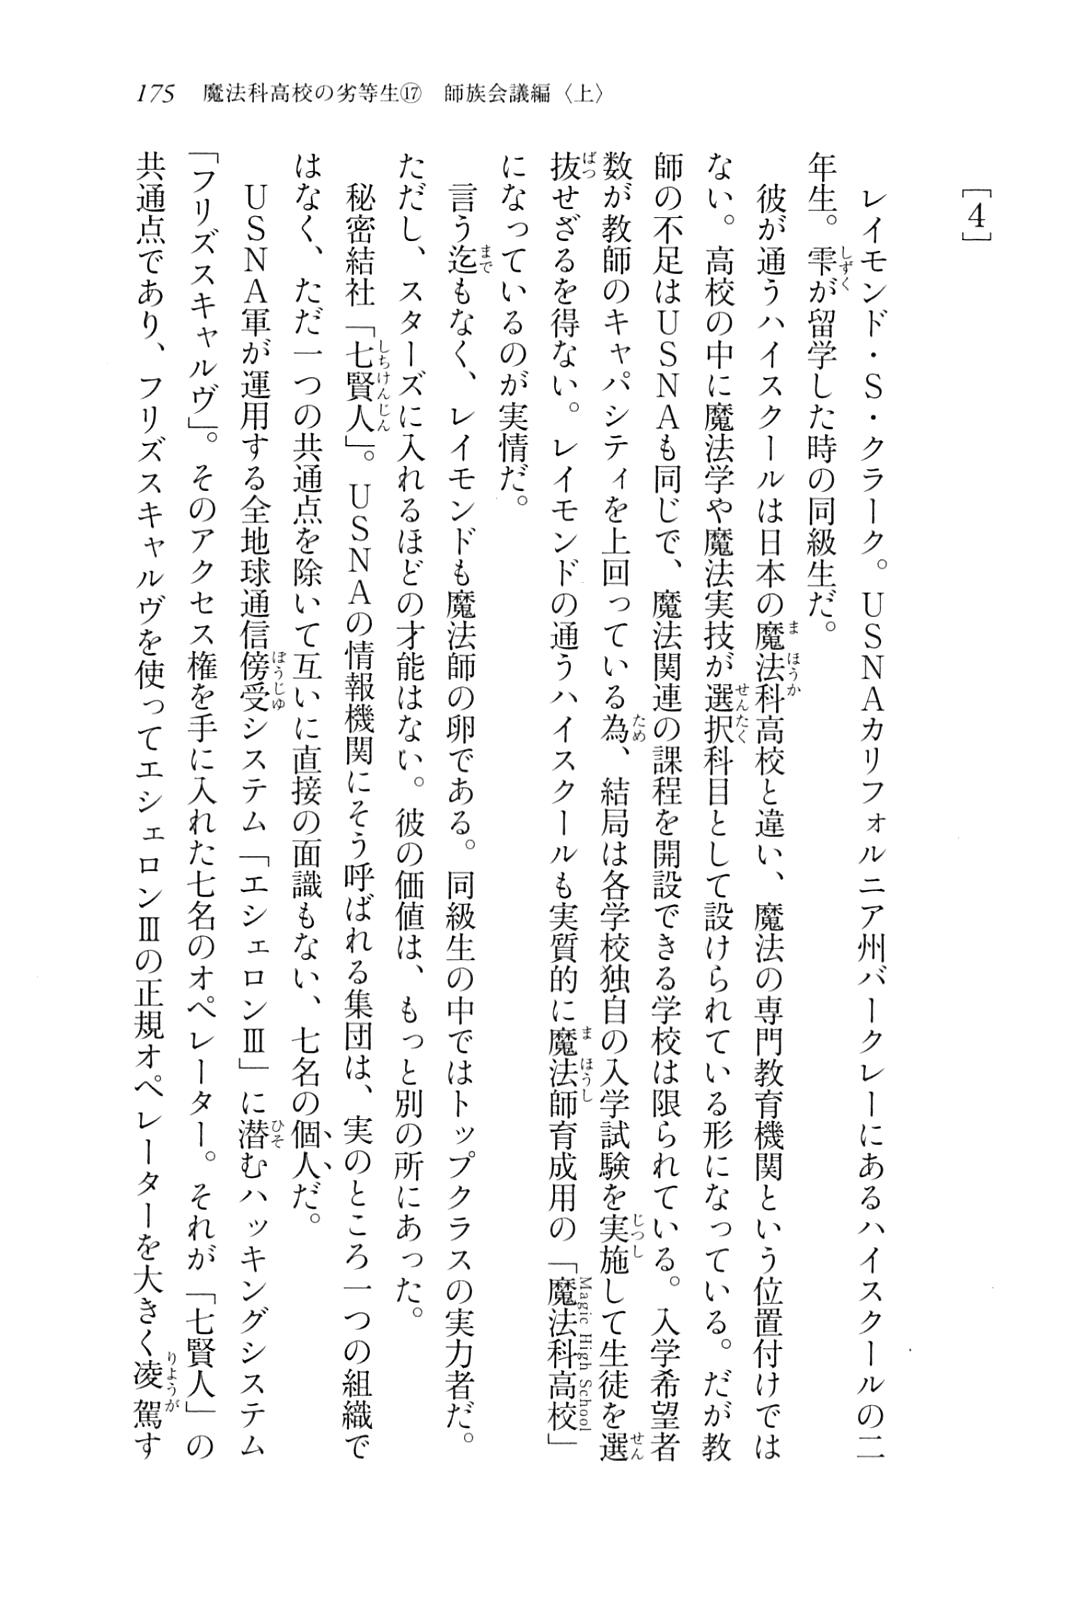 175　魔法科高校の劣等生⑰　師族会議編〈上〉
［4］
　レイモンド・S・クラーク。USNAカリフォルニア州バークレーにあるハイスクールの二
年生。雫が留学した時の同級生だ。
　彼が通うハイスクールは日本の魔法科高校と違い、魔法の専門教育機関という位置付けでは
ない。高校の中に魔法学や魔法実技が選択科目として設けられている形になっている。だが教
師の不足はUSNAも同じで、魔法関連の課程を開設できる学校は限られている。入学希望者
数が教師のキャパシティを上回っている為、結局は各学校独自の入学試験を実施して生徒を選
抜せざるを得ない。レイモンドの通うハイスクールも実質的に魔法師育成用の「魔法科高校」
になっているのが実情だ。
　言う迄もなく、レイモンドも魔法師の卵である。同級生の中ではトップクラスの実力者だ。
ただし、スターズに入れるほどの才能はない。彼の価値は、もっと別の所にあった。
　秘密結社「七賢人」。USNAの情報機関にそう呼ばれる集団は、実のところ一つの組織で
はなく、ただ一つの共通点を除いて互いに直接の面識もない、七名の個人だ。
　USNA軍が運用する全地球通信傍受システム「エシェロンⅢ」に潜むハッキングシステム
「フリズスキャルヴ」。そのアクセス権を手に入れた七名のオペレーター。それが「七賢人」の
共通点であり、フリズスキャルヴを使ってエシェロンⅢの正規オペレーターを大きく凌駕す